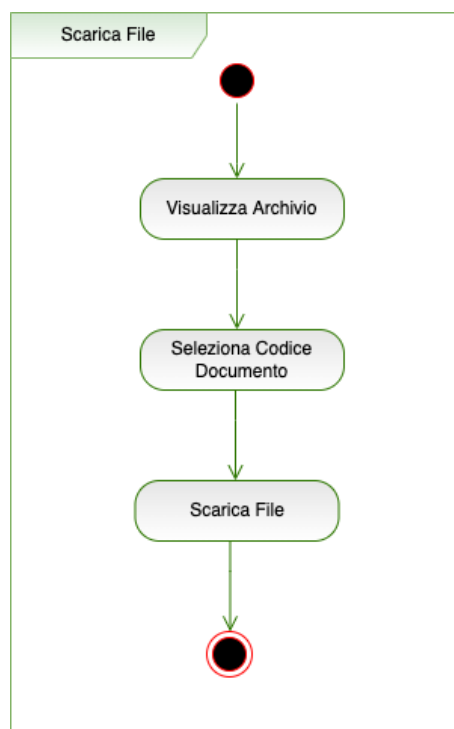 Scarica File
Visualizza Archivio
Seleziona Codice
Documento
Scarica File